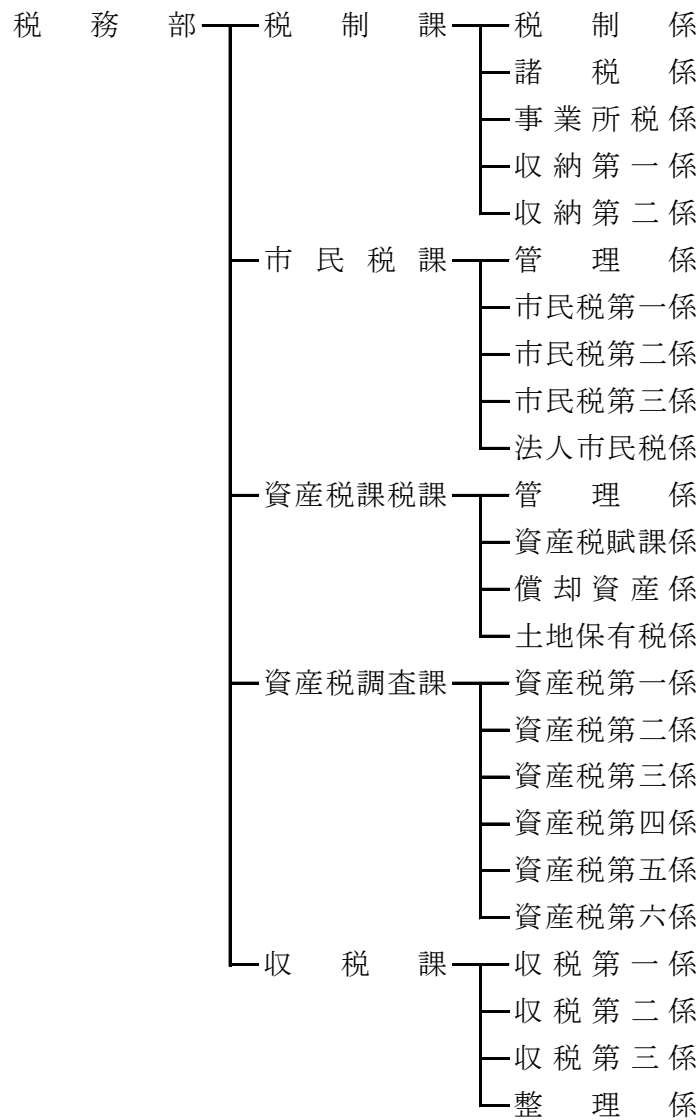 税務部 税制課 税制係
諸税係
事業所税係
収納第一係
収納第二係
市民税課 管理係
市民税第一係
市民税第二係
市民税第三係
法人市民税係
資産税課税課 管理係
資産税賦課係
償却資産係
土地保有税係
資産税調査課 資産税第一係
資産税第二係
資産税第三係
資産税第四係
資産税第五係
資産税第六係
収税課 収税第一係
収税第二係
収税第三係
整理係